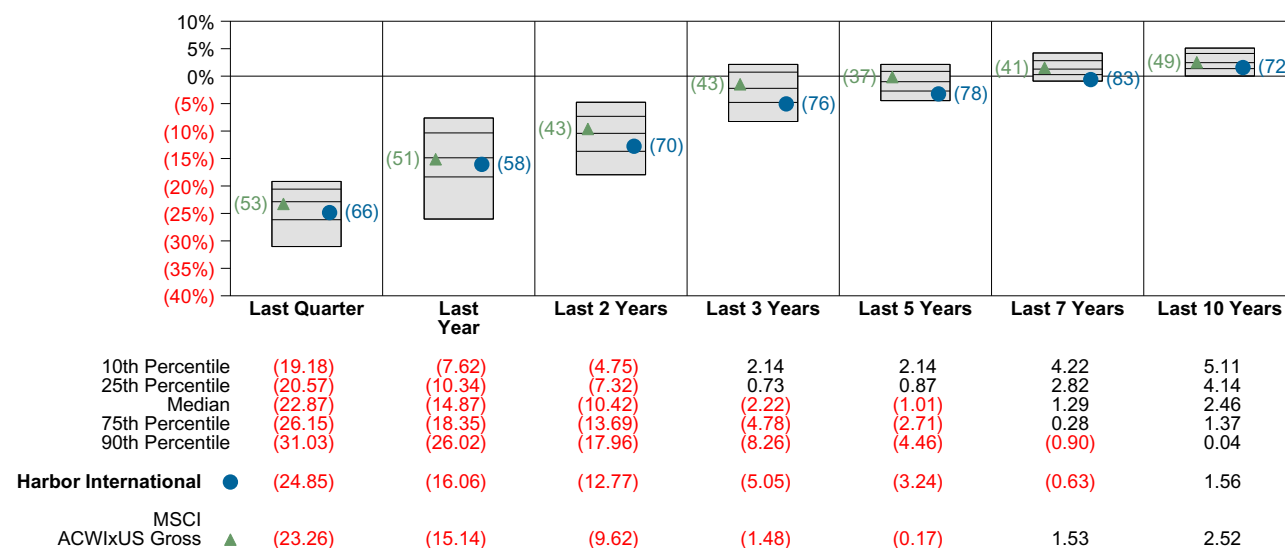 10%
5%
0%
(5%)
(10%)
(15%)
(20%)
(25%)
(30%)
(35%)
(40%)
(53) (66)
(51) (58)
(43) (70)
(43) (76)
(37) (78)
(41) (83)
(49) (72
Last Quarter Last Year Last 2 Years Last 3 Years Last 5 Years Last 7 Years Last 10 Years
10th Percentile (19.18) (7.62) (4.75) 2.14 2.14 4.22 5.11
25th Percentile (20.57) (10.34) (7.32) 0.73 0.87 2.82 4.14
Median (22.87) (14.87) (10.42) (2.22) (1.01) 1.29 2.46
75th Percentile (26.15) (18.35) (13.69) (4.78) (2.71) 0.28 1.37
90th Percentile (31.03) (26.02) (17.96) (8.26) (4.46) (0.90) 0.04
Harbor International (24.85) (16.06) (12.77) (5.05) (3.24) (0.63) 1.56
MSCI
ACWIxUS Gross (23.26) (15.14) (9.62) (1.48) (0.17) 1.53 2.52